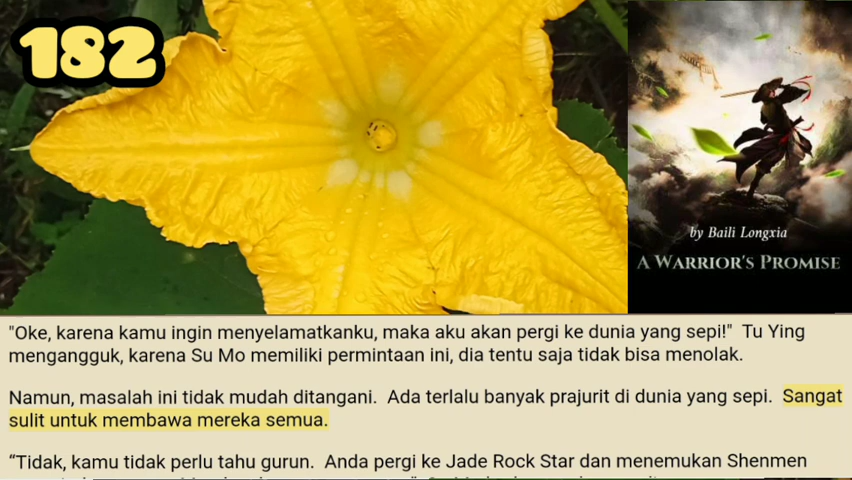 182
by Baili Longxia
A WARRIOR'S PROMISE
"Oke, karena kamu ingin menyelamatkanku, maka aku akan pergi ke dunia yang sepi!" Tu Ying
mengangguk, karena Su Mo memiliki permintaan ini, dia tentu saja tidak bisa menolak.
Namun, masalah ini tidak mudah ditangani. Ada terlalu banyak prajurit di dunia yang sepi. Sangat
sulit untuk membawa mereka semua.
“Tidak, kamu tidak perlu tahu gurun. Anda pergi ke Jade Rock Star dan menemukan Shenmen